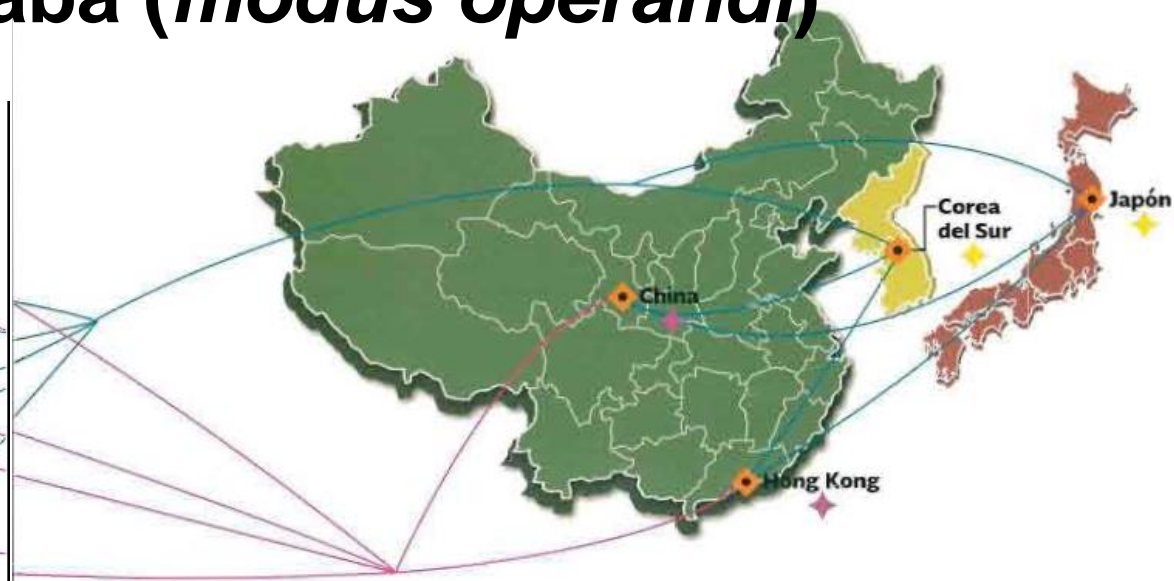 aba (modus operandi)
Japón
Corea
del Sur
China
Hong Kong